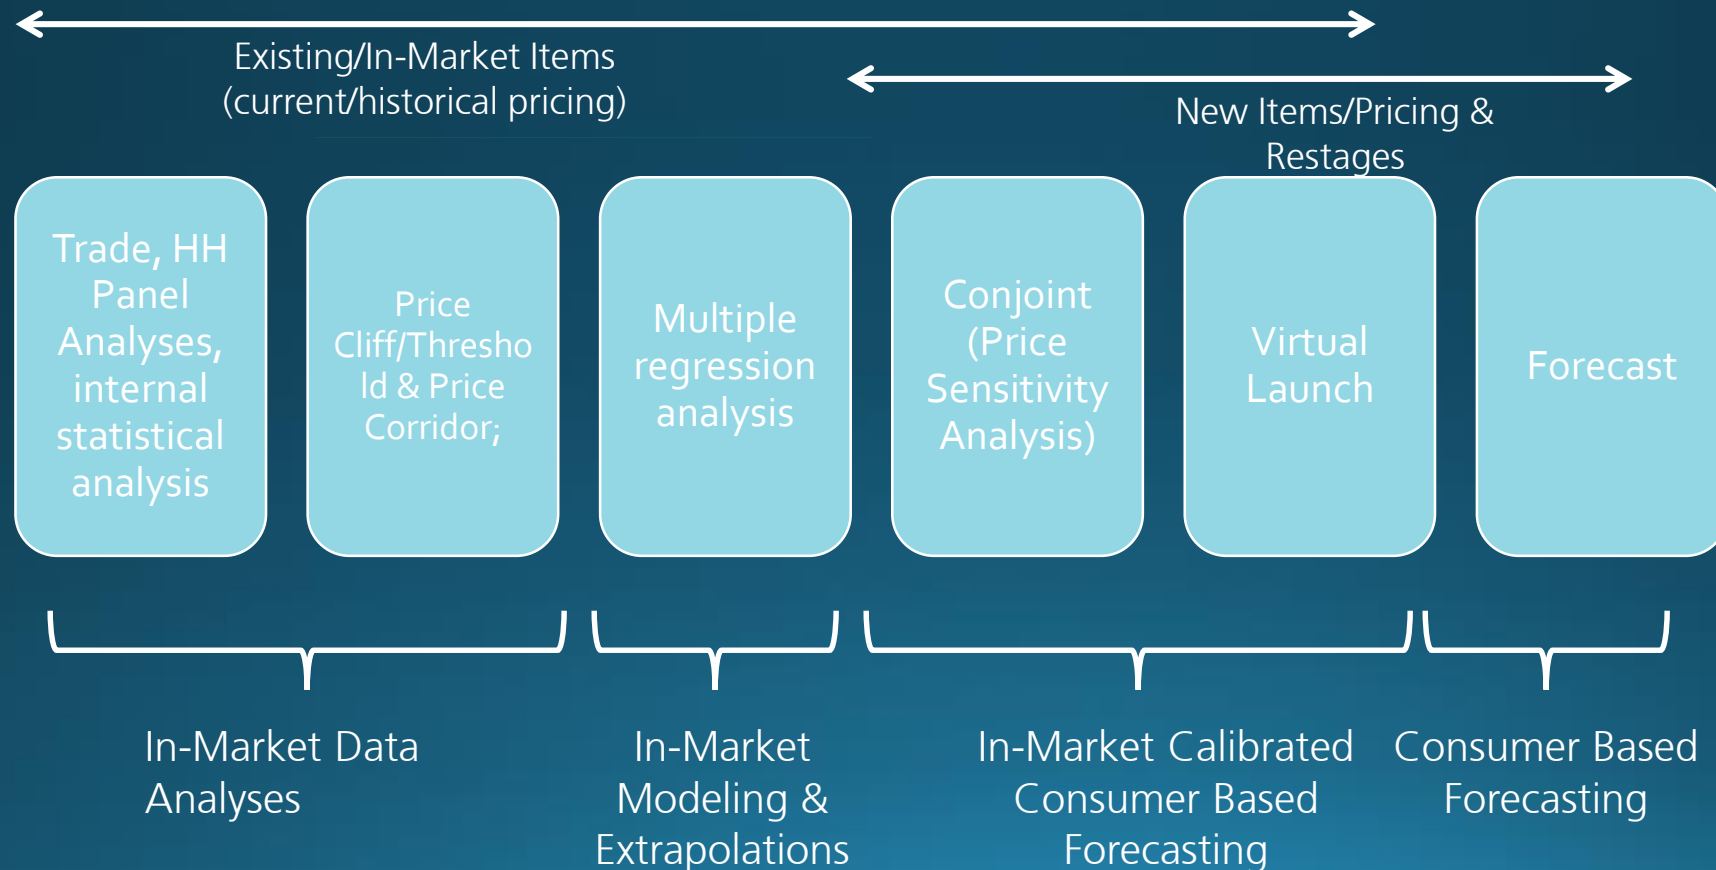 Existing/In-Market Items
(current/historical pricing)
New Items/Pricing &
Restages
Trade, HH
Panel
Analyses,
internal
statistical
analysis
Price
Cliff/Thresho
ld & Price
Corridor;
Multiple
regression
analysis
Conjoint
(Price
Sensitivity
Analysis)
Virtual
Launch
Forecast
In-Market Data
Analyses
In-Market
Modeling &
Extrapolations
In-Market Calibrated
Consumer Based
Forecasting
Consumer Based
Forecasting